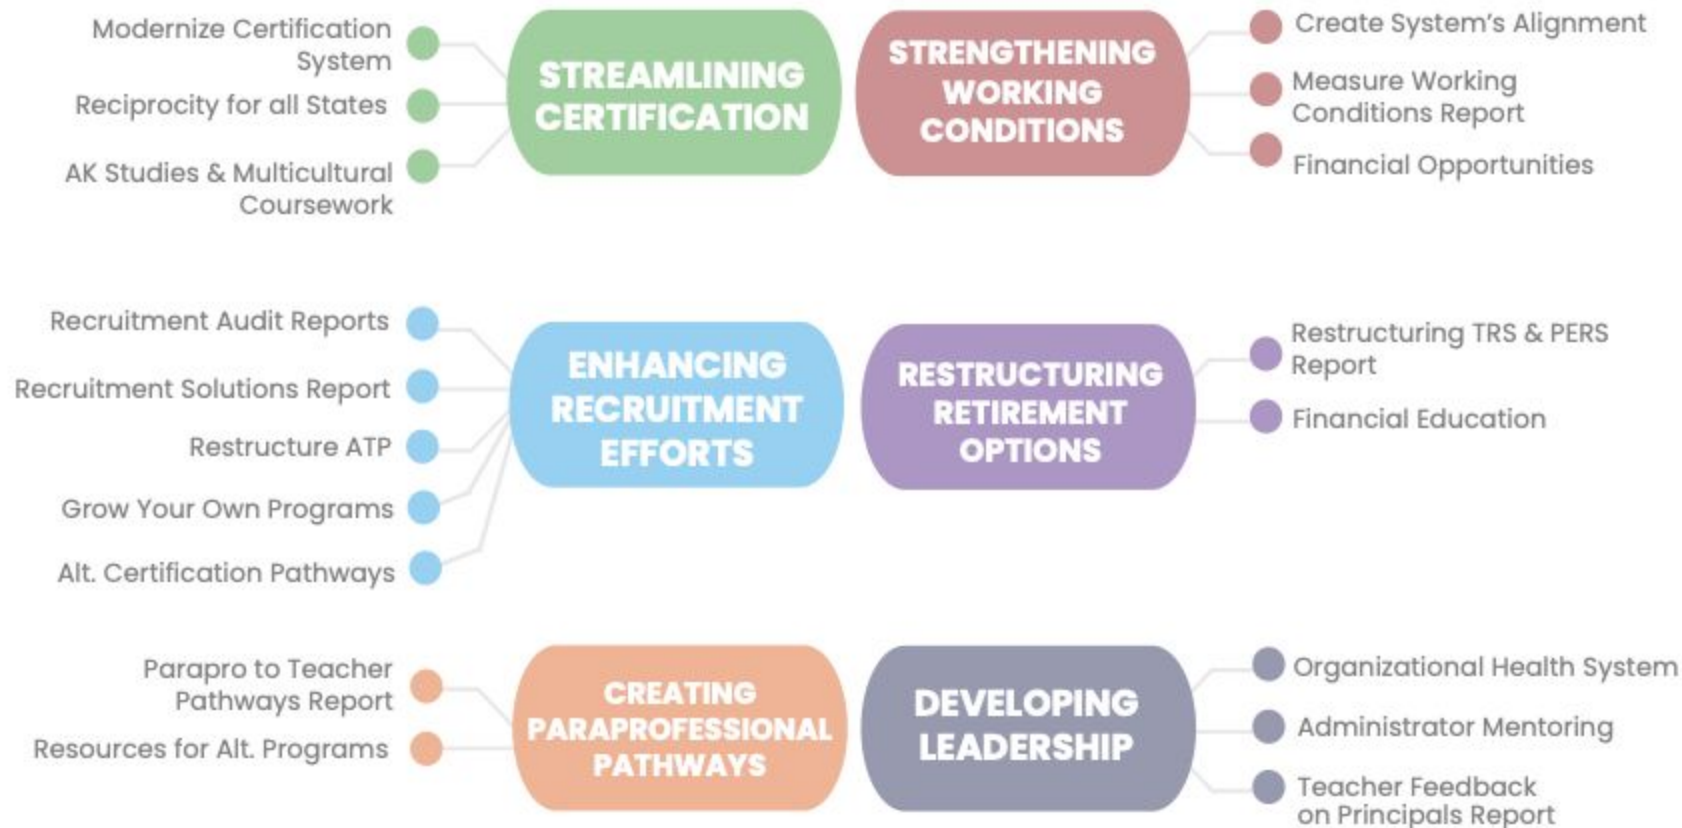 Modernize Certification
System
Reciprocity for all States
AK Studies & Multicultural
Coursework
STREAMLINING
CERTIFICATION
STRENGTHENING
WORKING
CONDITIONS
Create System's Alignment
Measure Working
Conditions Report
Financial Opportunities
Recruitment Audit Reports
Recruitment Solutions Report
Restructure ATP
Grow Your Own Programs
Alt. Certification Pathways
ENHANCING
RECRUITMENT
EFFORTS
RESTRUCTURING
RETIREMENT
OPTIONS
Restructuring TRS & PERS
Report
Financial Education
Parapro to Teacher
Pathways Report
Resources for Alt. Programs
CREATING
PARAPROFESSIONAL
PATHWAYS
DEVELOPING
LEADERSHIP
Organizational Health System
Administrator Mentoring
Teacher Feedback
on Principals Report